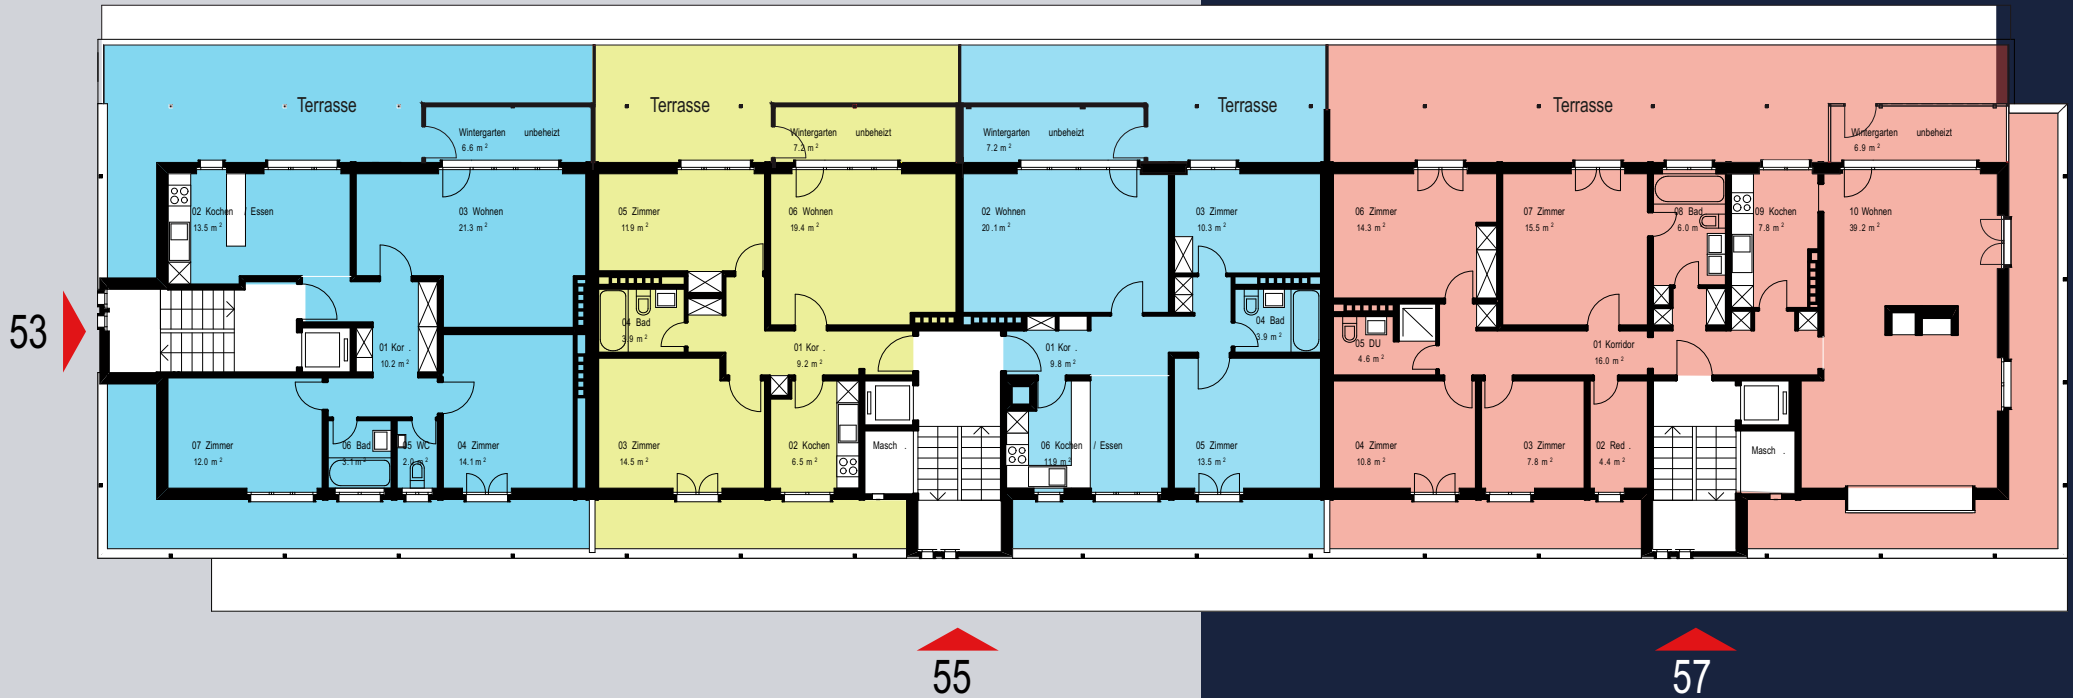 Terrasse
Terrasse
Terrasse
Terrasse
Wintergarten unbeheizt
6.6 m²
Wintergarten unbeheizt
7.2 m²
Wintergarten unbeheizt
7.2 m²
Wintergarten unbeheizt
6.9 m²
02 Kochen / Essen
13.5 m²
03 Wohnen
21.3 m²
05 Zimmer
11.9 m²
06 Wohnen
19.4 m²
02 Wohnen
20.1 m²
03 Zimmer
10.3 m²
06 Zimmer
14.3 m²
07 Zimmer
15.5 m²
08 Bad
6.0 m
09 Kochen
7.8 m²
10 Wohnen
39.2 m²
53
01 Kor .
10.2 m²
04 Bad
3.9 m²
01 Kor .
9.2 m²
01 Kor .
9.8 m²
04 Bad
3.9 m²
05 DU
4.6 m²
01 Korridor
16.0 m²
07 Zimmer
12.0 m²
06 Bad
3.1 m²
05 WC
2.0 m²
04 Zimmer
14.1 m²
03 Zimmer
14.5 m²
02 Kochen
6.5 m²
Masch .
06 Kochen / Essen
11.9 m²
05 Zimmer
13.5 m²
04 Zimmer
10.8 m²
03 Zimmer
7.8 m²
02 Red .
4.4 m²
Masch .
55
57